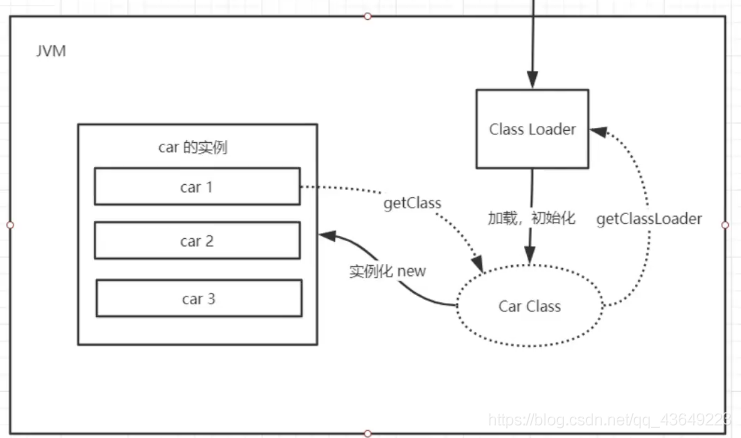 JVM
Class Loader
car 的实例
car 1
getClass
加载，初始化
getClassLoader
car 2
实例化 new
car 3
Car Class
https://blog.csdn.net/qq_43649223